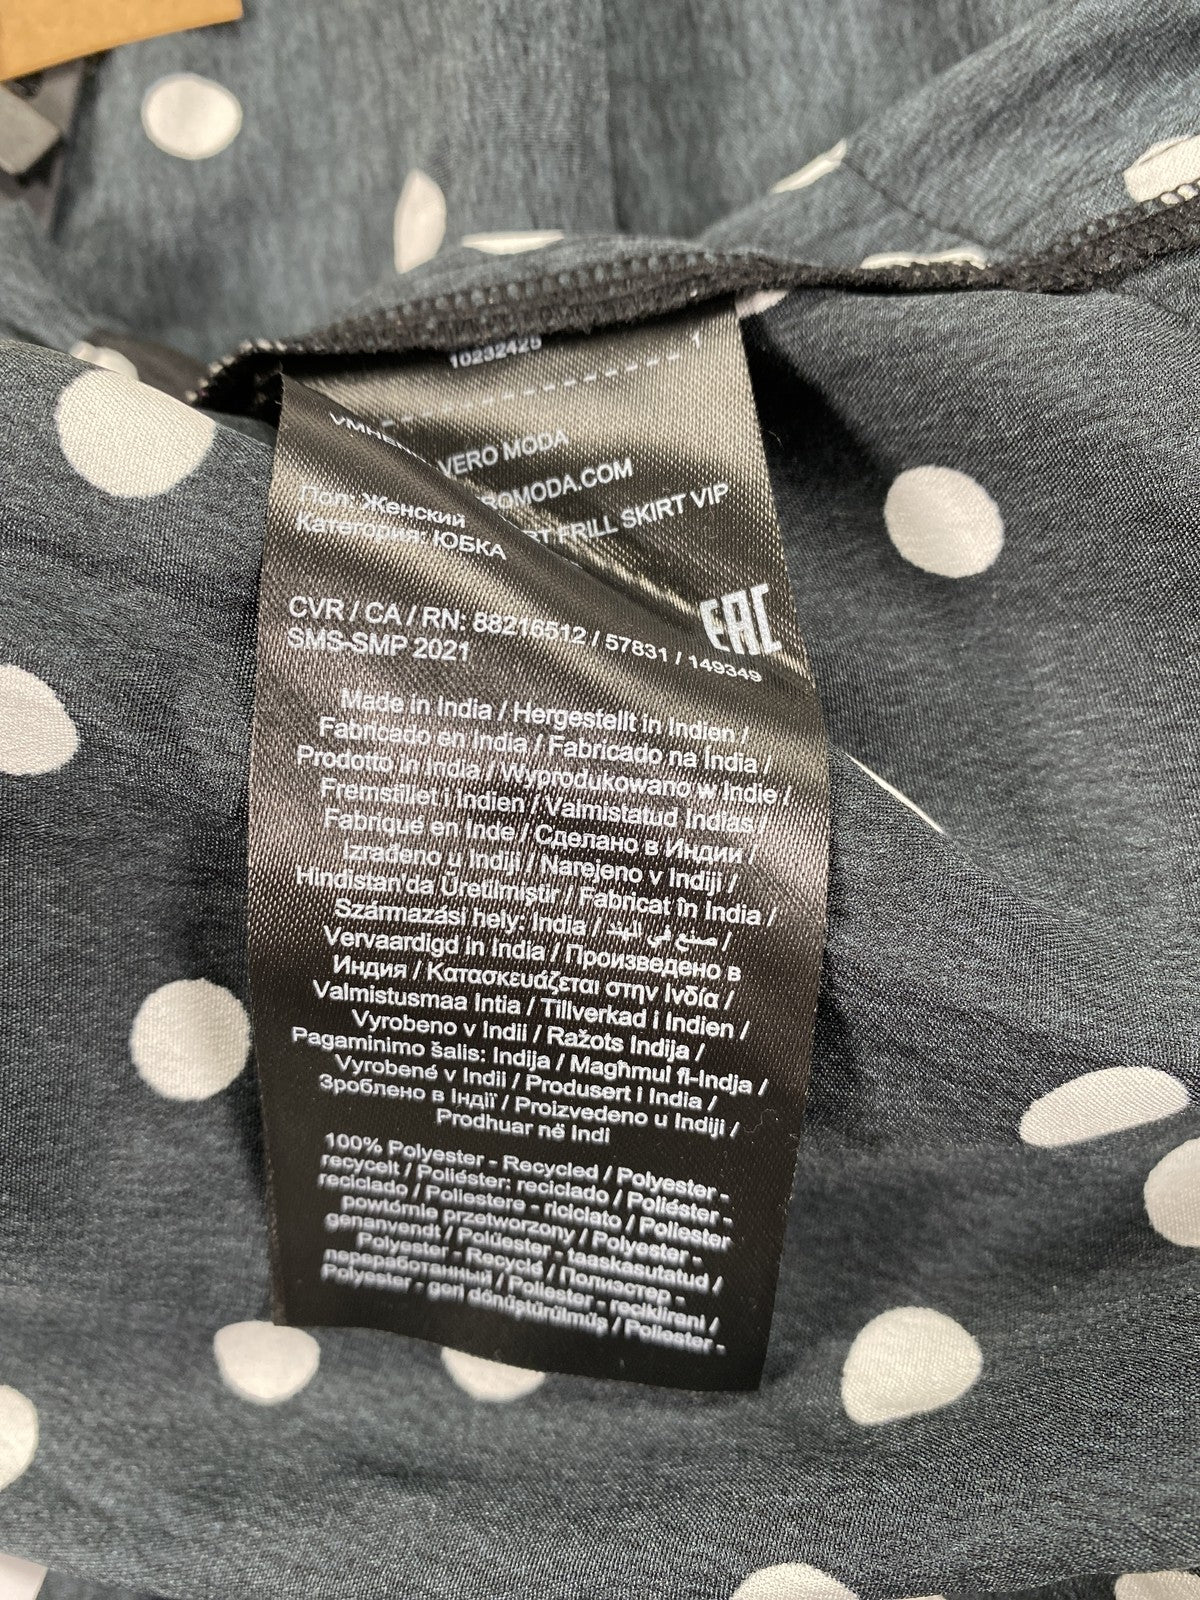 10232425
1
VERO MODA
FRILL SKIRT VIP
Пол: Женский
Категория: ЮБКА
EAC
CVR / CA / RN: 88216512 / 57831 / 149349
SMS-SMP 2021
Made in India / Hergestellt in Indien /
Fabricado en India / Fabricado na Índia /
Prodotto in India / Wyprodukowano w Indie /
Fremstillet i Indien / Valmistatud Indias /
Fabriqué en Inde / Сделано в Индии /
Izrađeno u Indiji / Narejeno v Indiji /
Hindistan'da Üretilmiştir / Fabricat în India /
Származási hely: India / صنع في الهند /
Vervaardigd in India / Произведено в
Индия / Κατασκευάζεται στην Ινδία /
Valmistusmaa Intia / Tillverkad i Indien /
Vyrobeno v Indii / Ražots Indija /
Pagaminimo šalis: Indija / Magħmul fl-Indja /
Vyrobené v Indii / Produsert i India /
Зроблено в Індії / Proizvedeno u Indiji /
Prodhuar në Indi
100% Polyester - Recycled / Polyester -
recycelt / Poliéster: reciclado / Poliéster -
reciclado / Poliestere - riciclato / Poliester
powtórnie przetworzony / Polyester -
genanvendt / Polüester - taaskasutatud /
Polyester - Recyclé / Полиэстер -
переработанный / Poliester - reciklirani /
Polyester - geri dönüştürülmüş / Poliester -